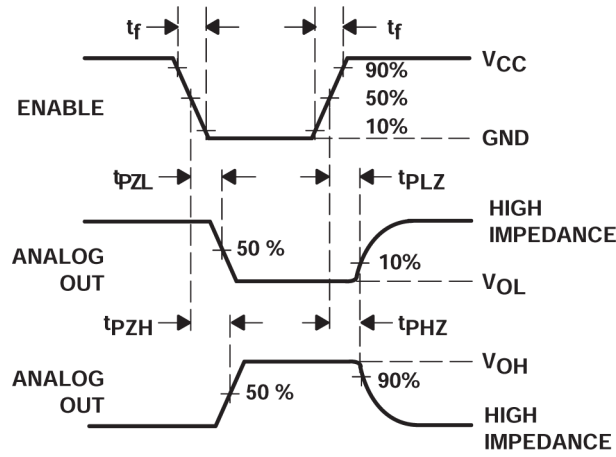 tf tf
VCC
90%
ENABLE 50%
10%
GND
tPZL tPLZ
HIGH
IMPEDANCE
50 %
ANALOG
OUT
10%
VOL
tPZH tPHZ
VOH
ANALOG
OUT
50 % 90%
HIGH
IMPEDANCE